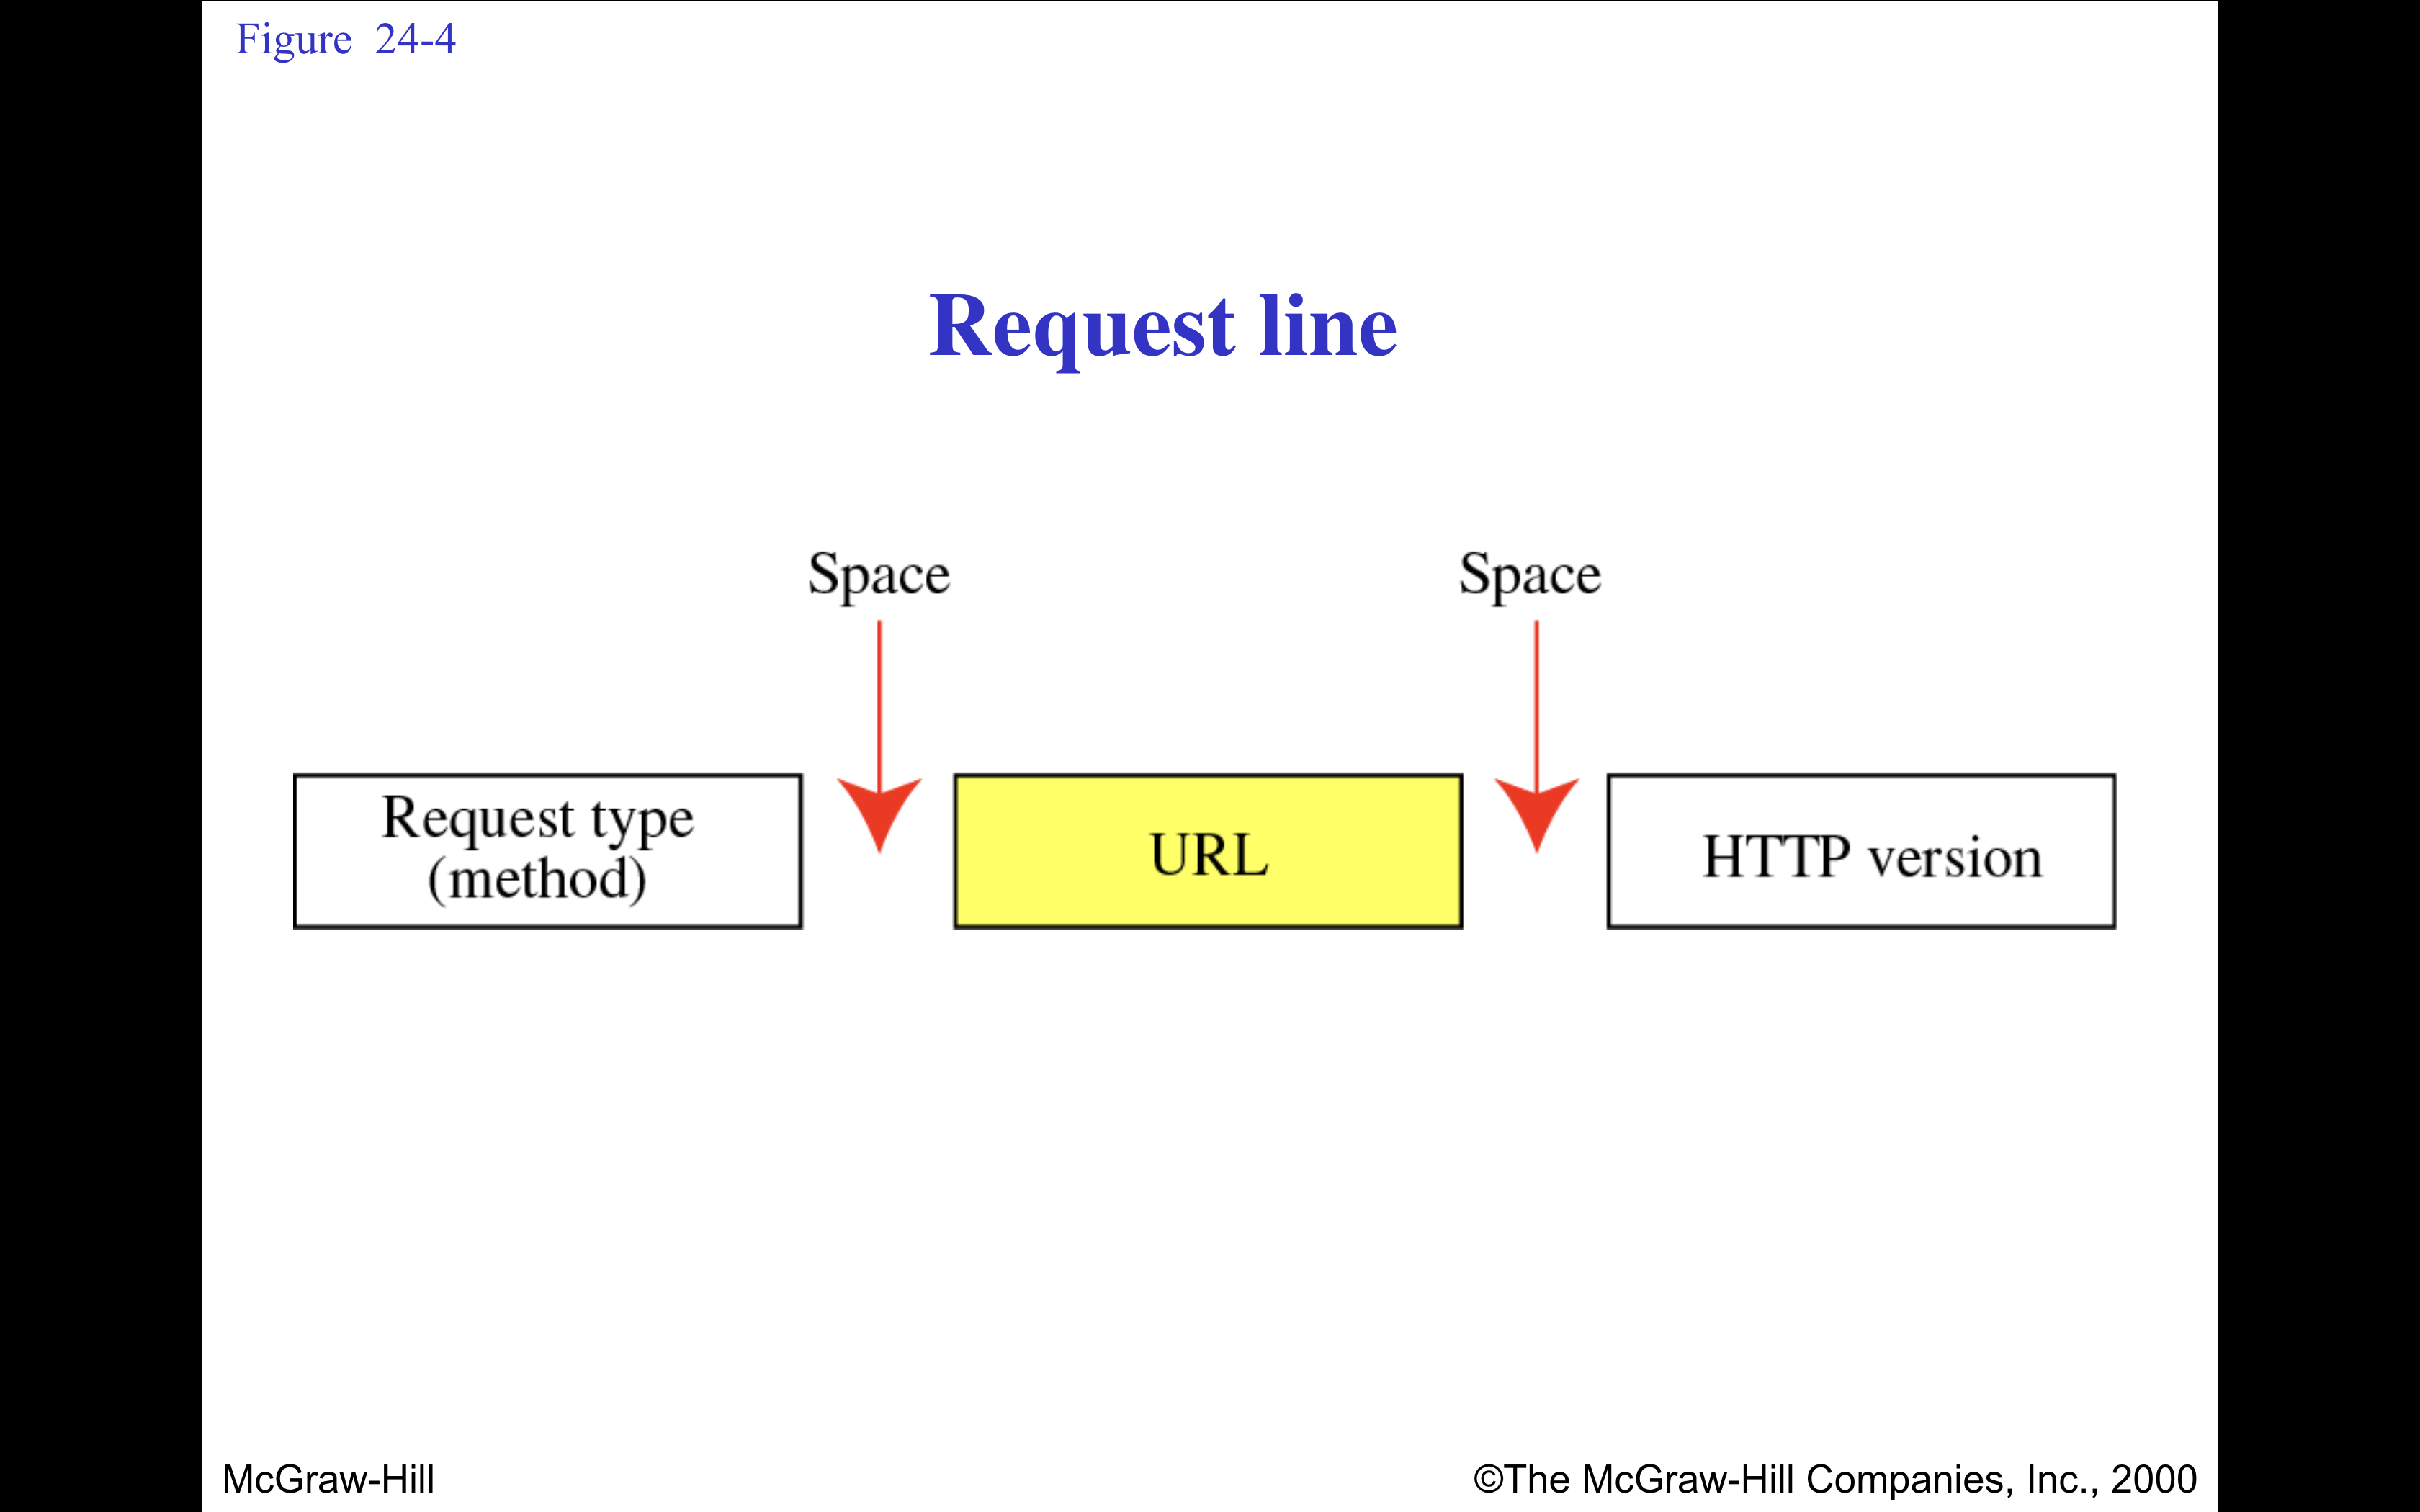 Figure 24-4
Request line
Space Space
Request type
(method)
URL
HTTP version
McGraw-Hill
©The McGraw-Hill Companies, Inc., 2000